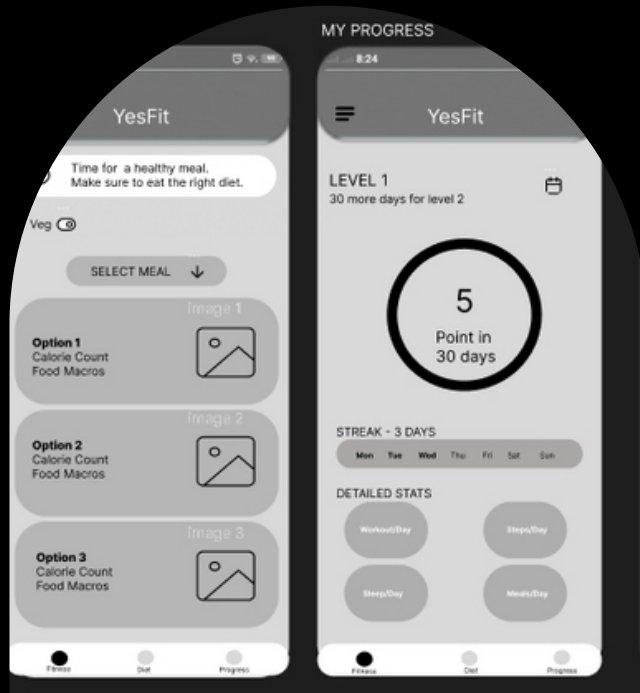 MY PROGRESS
YesFit
Time for a healthy meal.
Make sure to eat the right diet.
Veg
SELECT MEAL
Image 1
Option 1
Calorie Count
Food Macros
Image 2
Option 2
Calorie Count
Food Macros
Image 3
Option 3
Calorie Count
Food Macros
Fitness
Diet
Progress
8:24
YesFit
LEVEL 1
30 more days for level 2
5
Point in
30 days
STREAK - 3 DAYS
Mon Tue Wed Thu Fri Sat Sun
DETAILED STATS
Workout/Day
Steps/Day
Sleep/Day
Meals/Day
Fitness
Diet
Progress